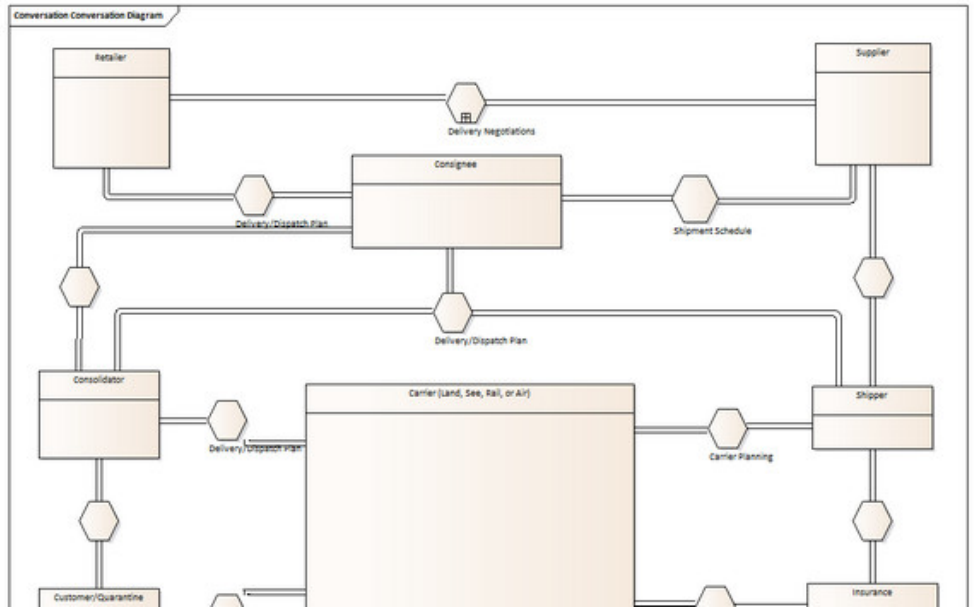 Conversation Conversation Diagram
Retailer
Supplier
Delivery Negotiations
Consignee
Delivery/Dispatch Plan
Shipment Schedule
Delivery/Dispatch Plan
Consolidator
Carrier (Land, See, Rail, or Air)
Shipper
Delivery/Dispatch Plan
Carrier Planning
Customer/Quarantine
Insurance